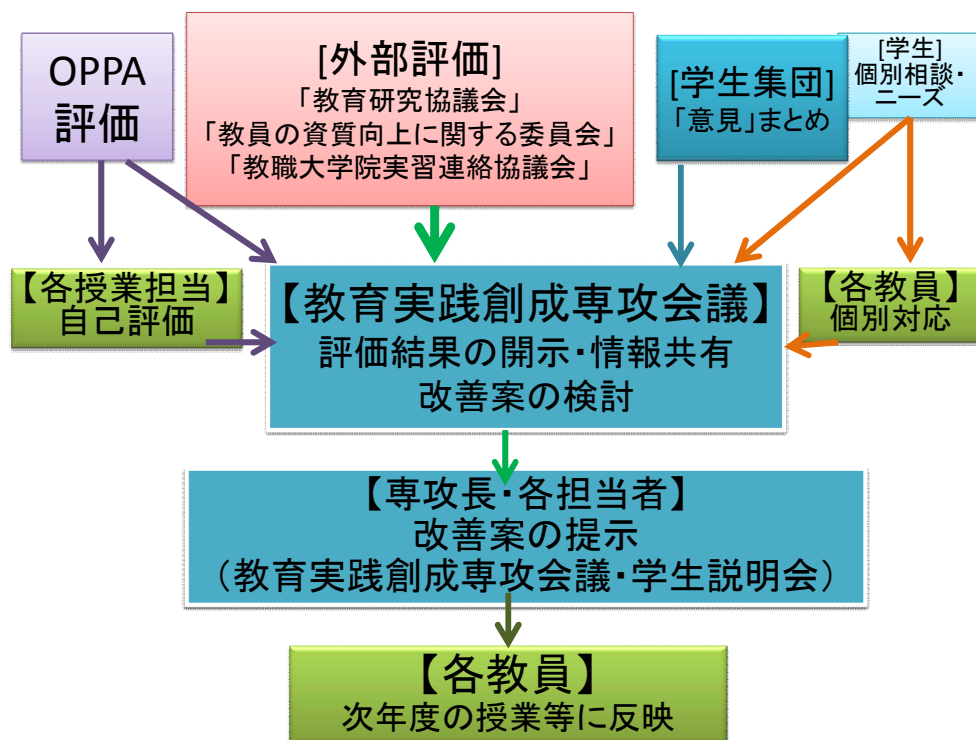 OPPA
評価
[外部評価]
「教育研究協議会」
「教員の資質向上に関する委員会」
「教職大学院実習連絡協議会」
[学生集団]
「意見」まとめ
[学生]
個別相談・
ニーズ
【各授業担当】
自己評価
【教育実践創成専攻会議】
評価結果の開示・情報共有
改善案の検討
【各教員】
個別対応
【専攻長・各担当者】
改善案の提示
（教育実践創成専攻会議・学生説明会）
【各教員】
次年度の授業等に反映